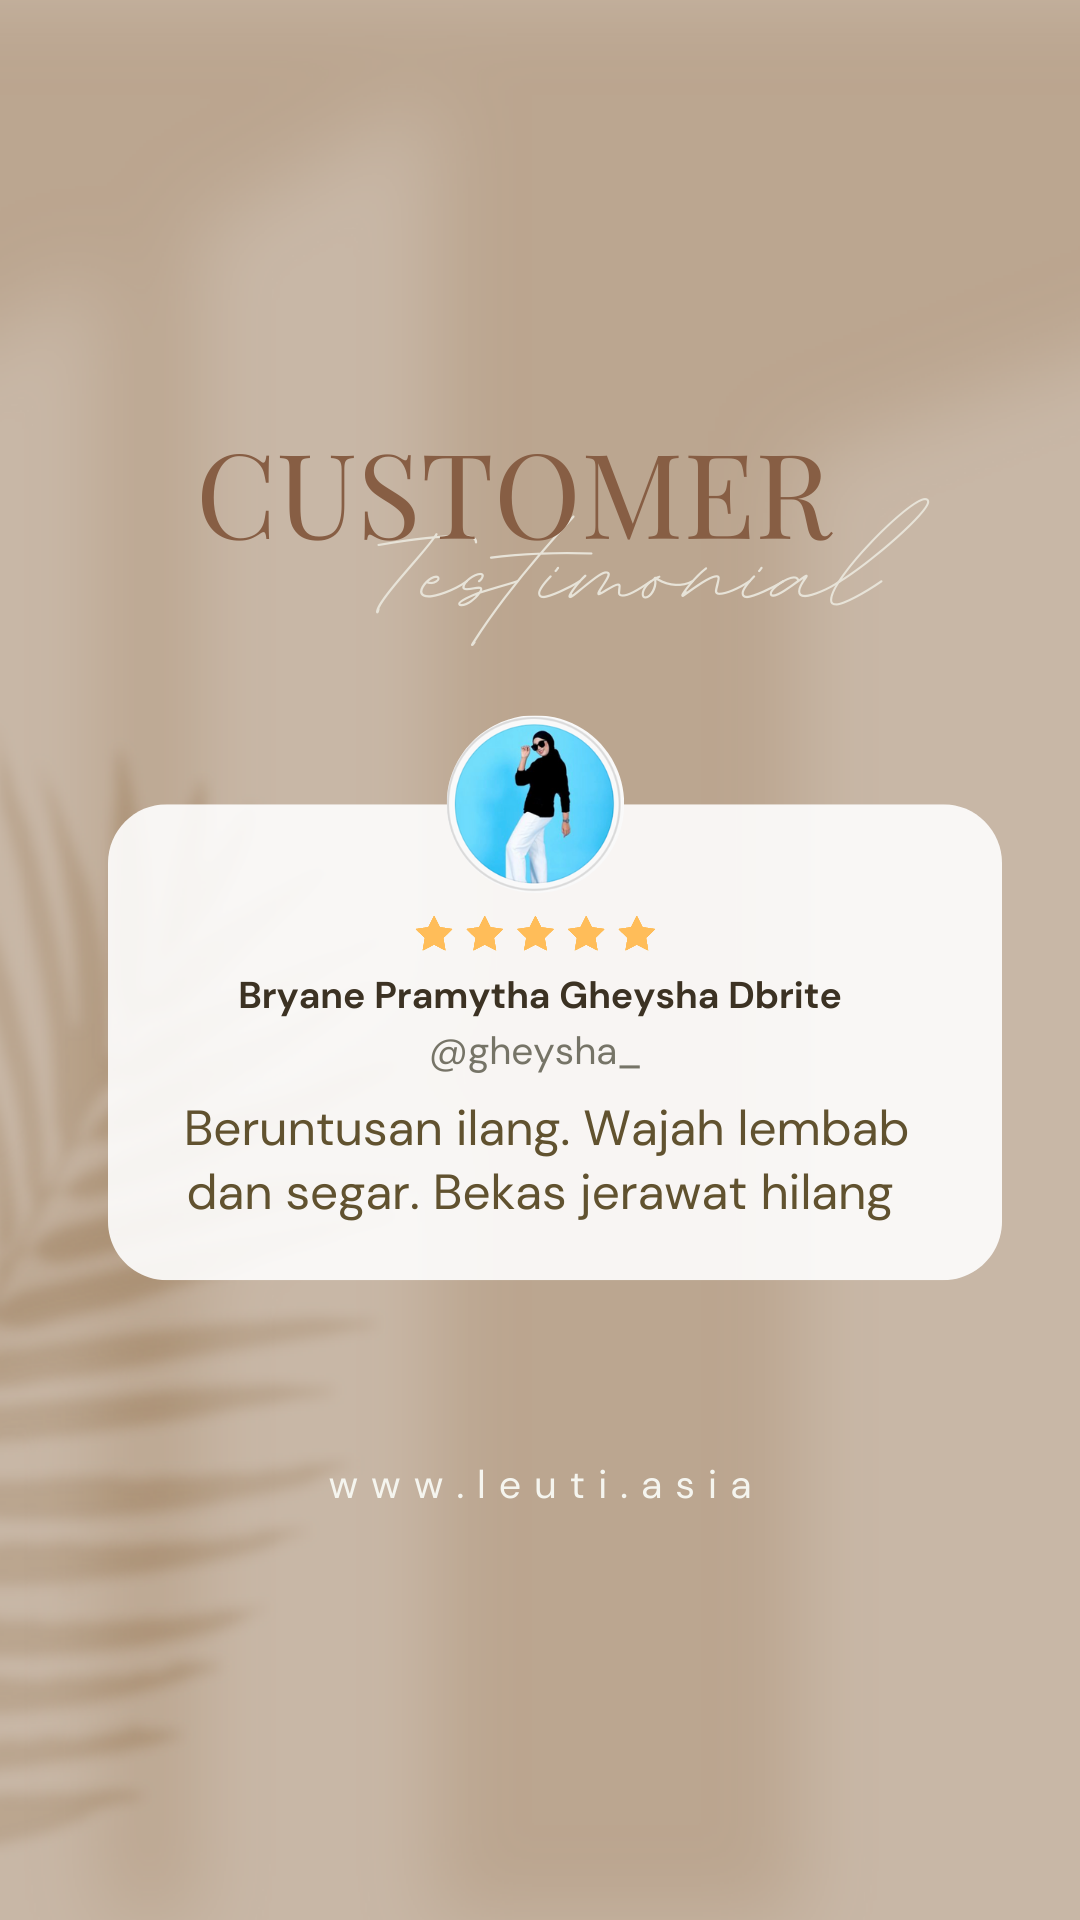 CUSTOMER
Testimonial
Bryane Pramytha Gheysha Dbrite
@gheysha_
Beruntusan ilang. Wajah lembab
dan segar. Bekas jerawat hilang
www.leuti.asia